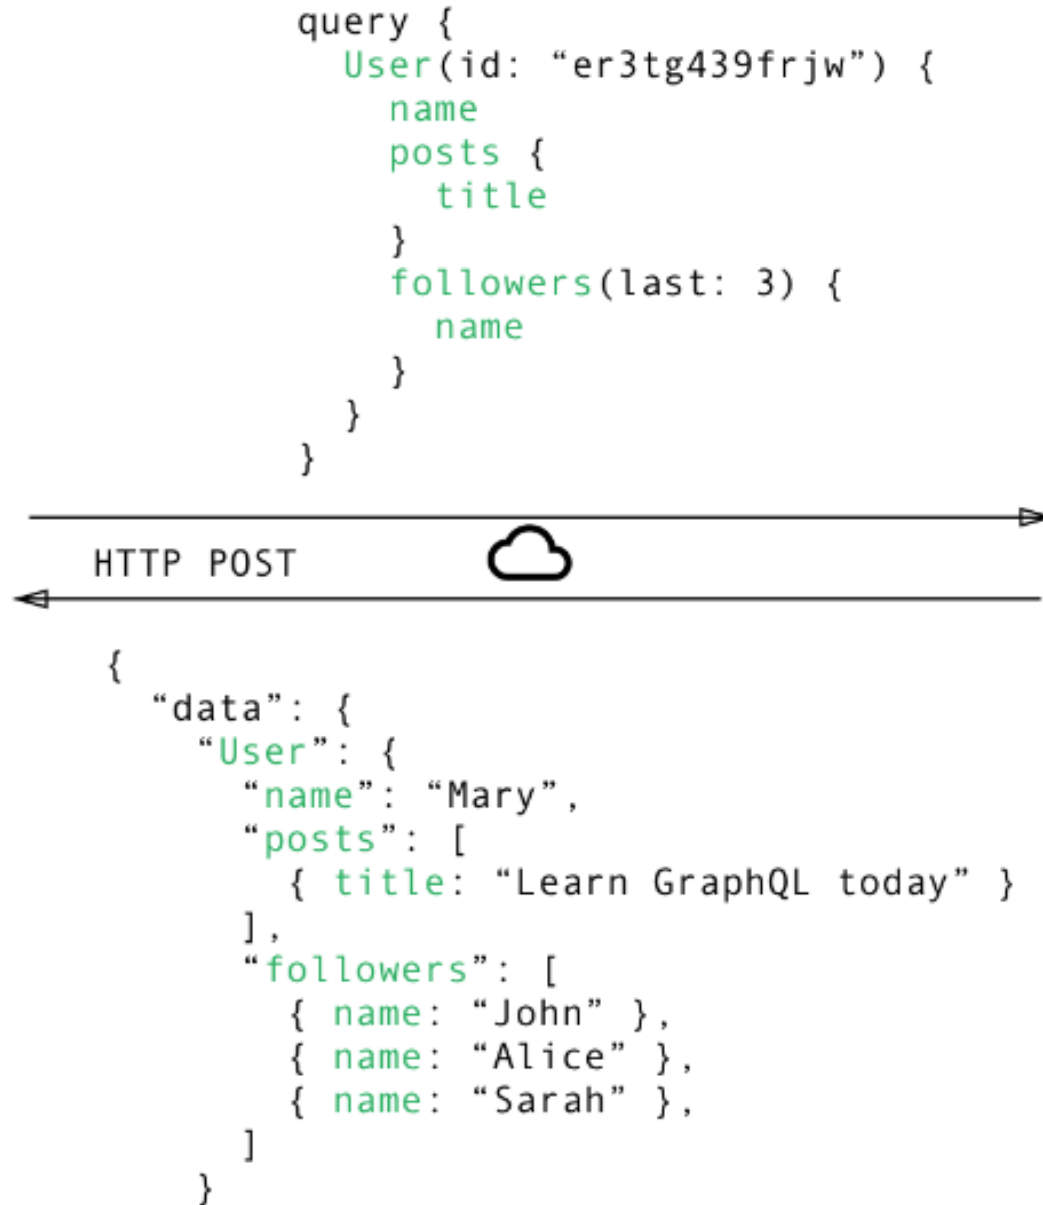 query {
  User(id: “er3tg439frjw”) {
    name
    posts {
      title
    }
    followers(last: 3) {
      name
    }
  }
}
HTTP POST
{
  “data”: {
    “User”: {
      “name”: “Mary”,
      “posts”: [
        { title: “Learn GraphQL today” }
      ],
      “followers”: [
        { name: “John” },
        { name: “Alice” },
        { name: “Sarah” },
      ]
    }